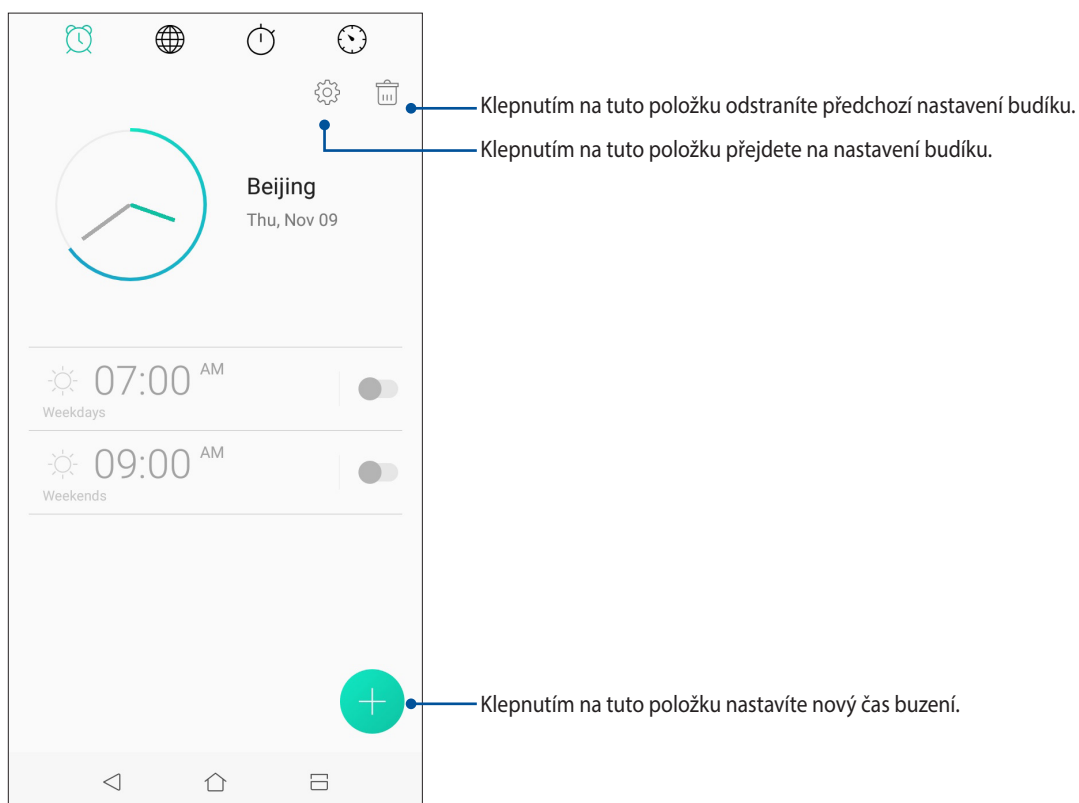 Klepnutím na tuto položku odstraníte předchozí nastavení budíku.
Klepnutím na tuto položku přejdete na nastavení budíku.
Beijing
Thu, Nov 09
07:00 AM
Weekdays
09:00 AM
Weekends
Klepnutím na tuto položku nastavíte nový čas buzení.